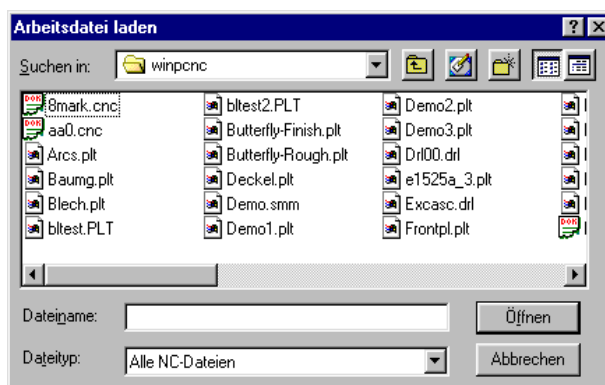 Arbeitsdatei laden
Suchen in: winpcnc
8mark.cnc bltest2.PLT Demo2.plt
aa0.cnc Butterfly-Finish.plt Demo3.plt
Arcs.plt Butterfly-Rough.plt Drl00.drl
Baumg.plt Deckel.plt e1525a_3.plt
Blech.plt Demo.smm Excasc.drl
bltest.PLT Demo1.plt Frontpl.plt
Dateiname: Öffnen
Dateityp: Alle NC-Dateien Abbrechen